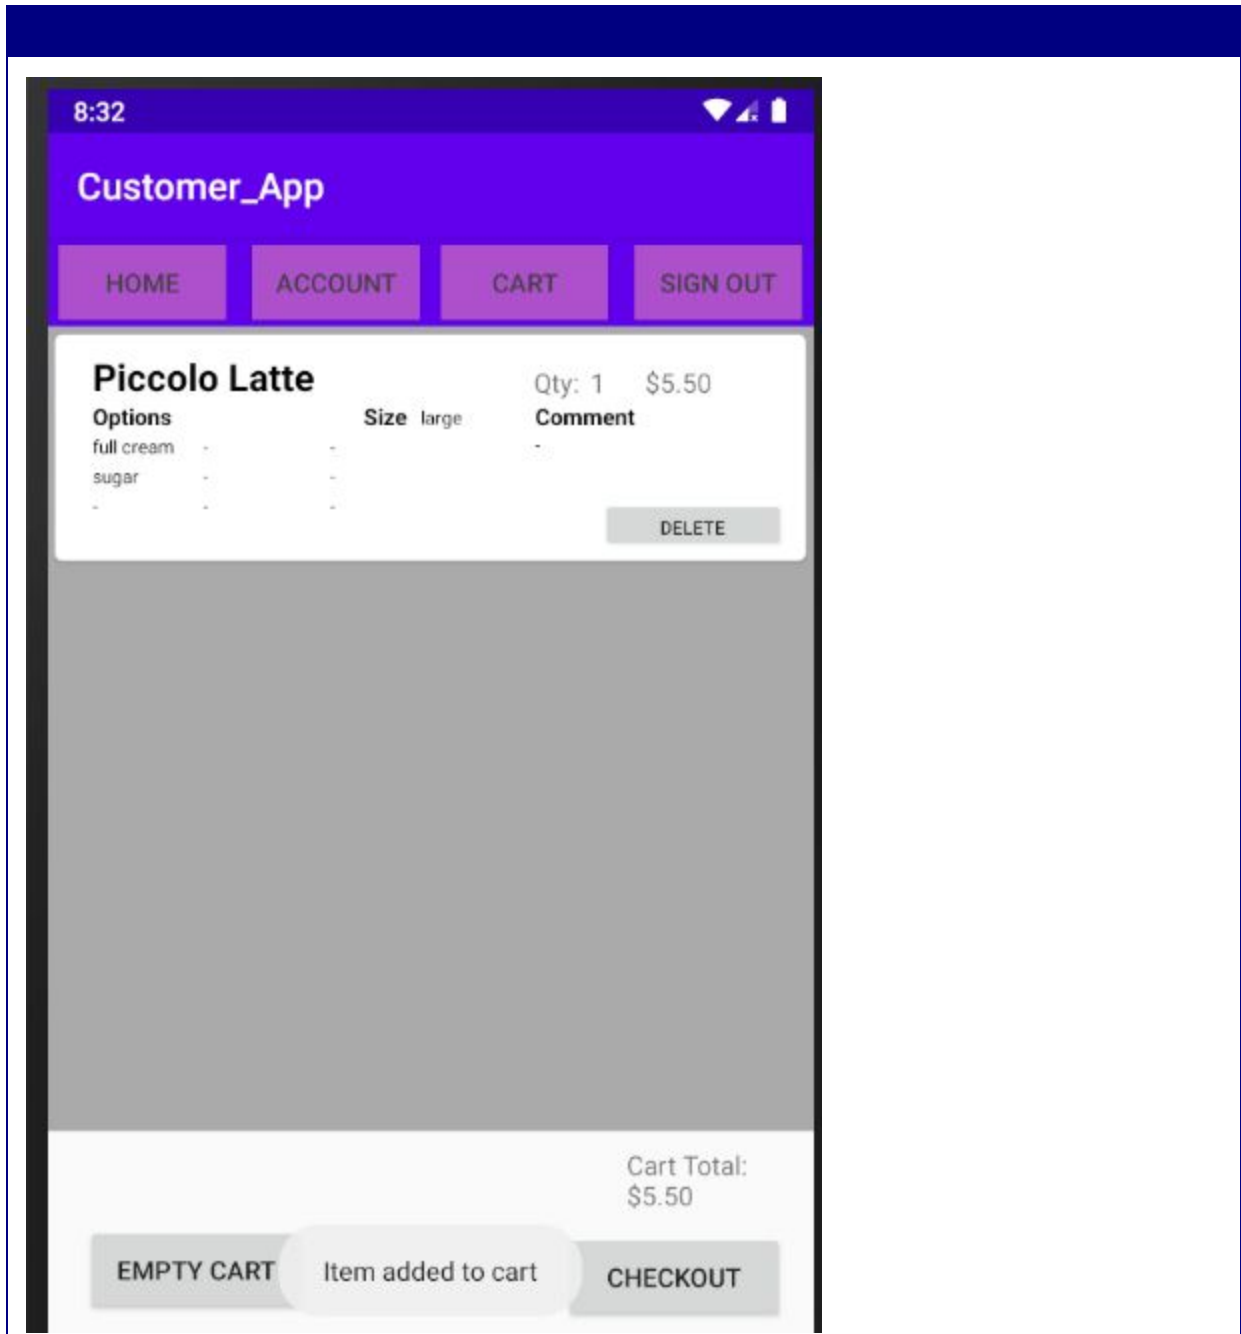 8:32
Customer_App
HOME ACCOUNT CART SIGN OUT
Piccolo Latte Qty: 1 $5.50
Options Size large Comment
full cream - - -
sugar - -
- - -
DELETE
Cart Total:
$5.50
EMPTY CART Item added to cart CHECKOUT